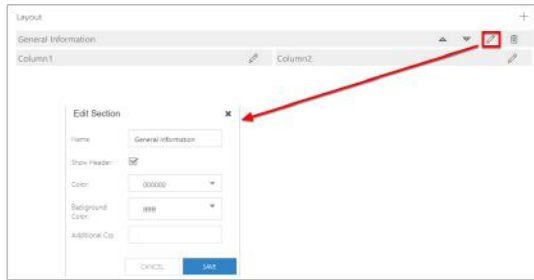 Layout
General Information
Column1 Column2
Edit Section
Name: General Information
Show Header:
Color: 000000
Background Color: ffffff
Additional Css:
CANCEL SAVE